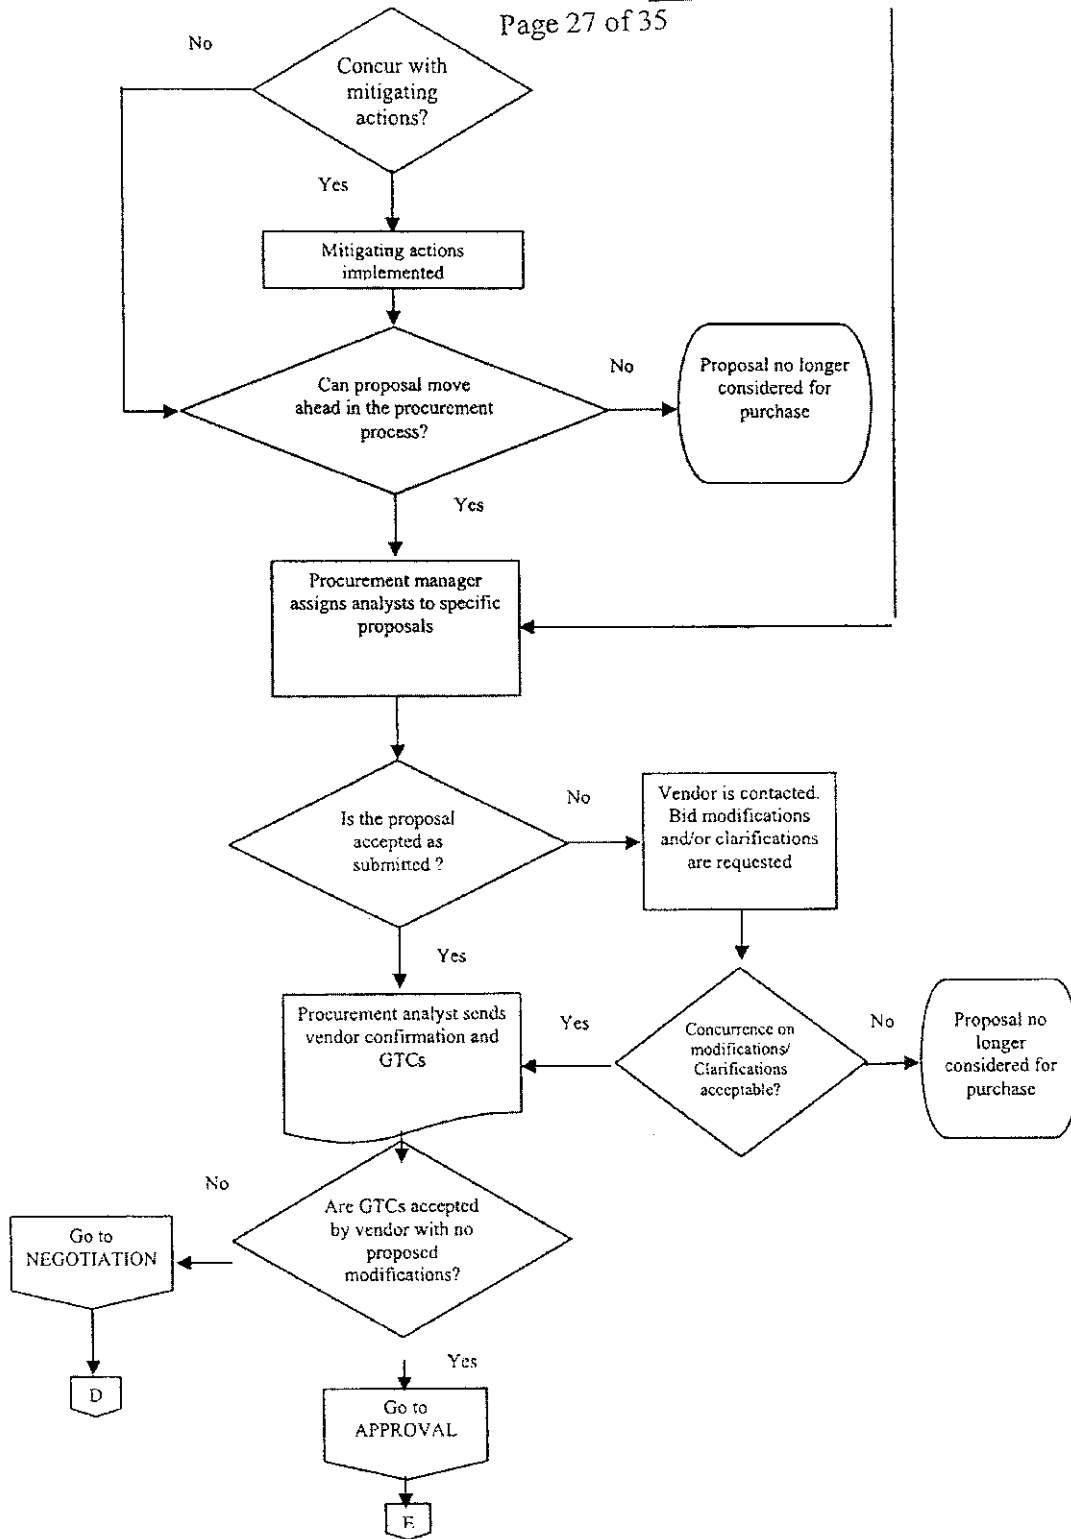 Page 27 of 35
No
Concur with
mitigating
actions?
Yes
Mitigating actions
implemented
Can proposal move
ahead in the procurement
process?
No
Proposal no longer
considered for
purchase
Yes
Procurement manager
assigns analysts to specific
proposals
Is the proposal
accepted as
submitted ?
No
Vendor is contacted.
Bid modifications
and/or clarifications
are requested
Yes
Procurement analyst sends
vendor confirmation and
GTCs
Yes
Concurrence on
modifications/
Clarifications
acceptable?
No
Proposal no
longer
considered for
purchase
No
Are GTCs accepted
by vendor with no
proposed
modifications?
Go to
NEGOTIATION
D
Yes
Go to
APPROVAL
E